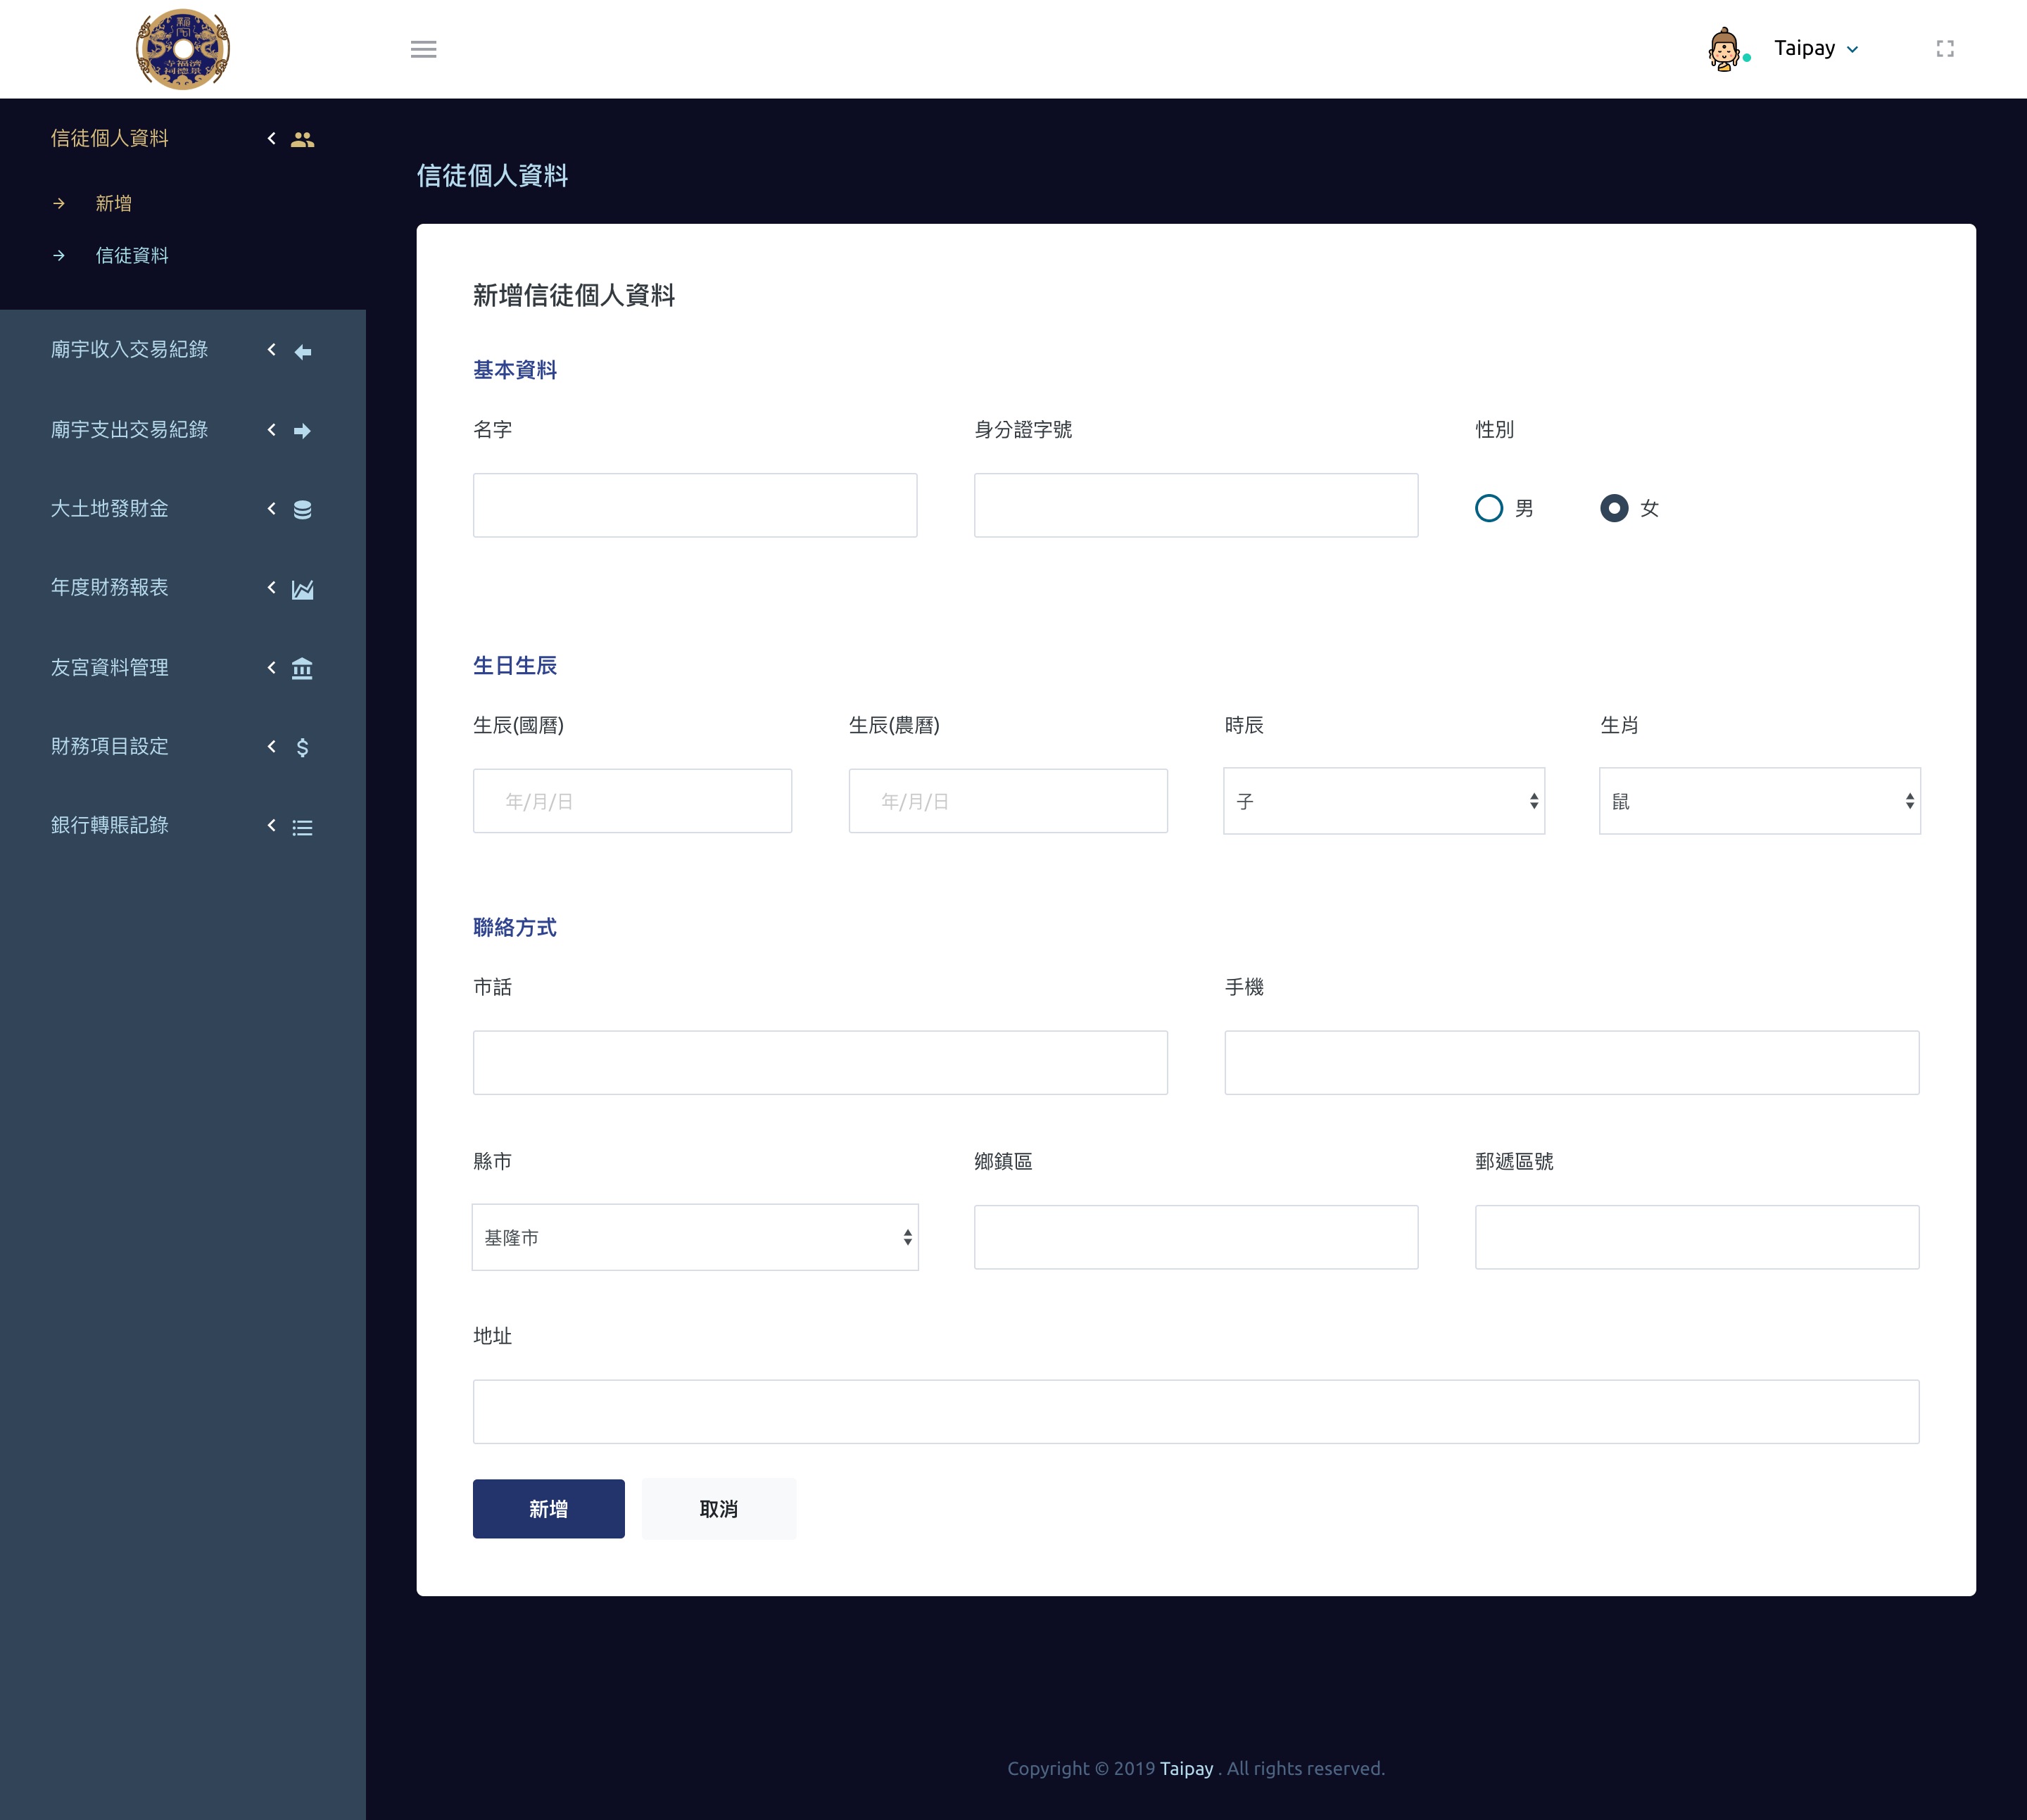 Taipay
信徒個人資料
新增
信徒資料
廟宇收入交易紀錄
廟宇支出交易紀錄
大土地發財金
年度財務報表
友宮資料管理
財務項目設定
銀行轉賬記錄
信徒個人資料
新增信徒個人資料
基本資料
名字 身分證字號 性別
男 女
生日生辰
生辰(國曆) 生辰(農曆) 時辰 生肖
年/月/日 年/月/日 子 鼠
聯絡方式
市話 手機
縣市 鄉鎮區 郵遞區號
基隆市
地址
新增 取消
Copyright © 2019 Taipay . All rights reserved.